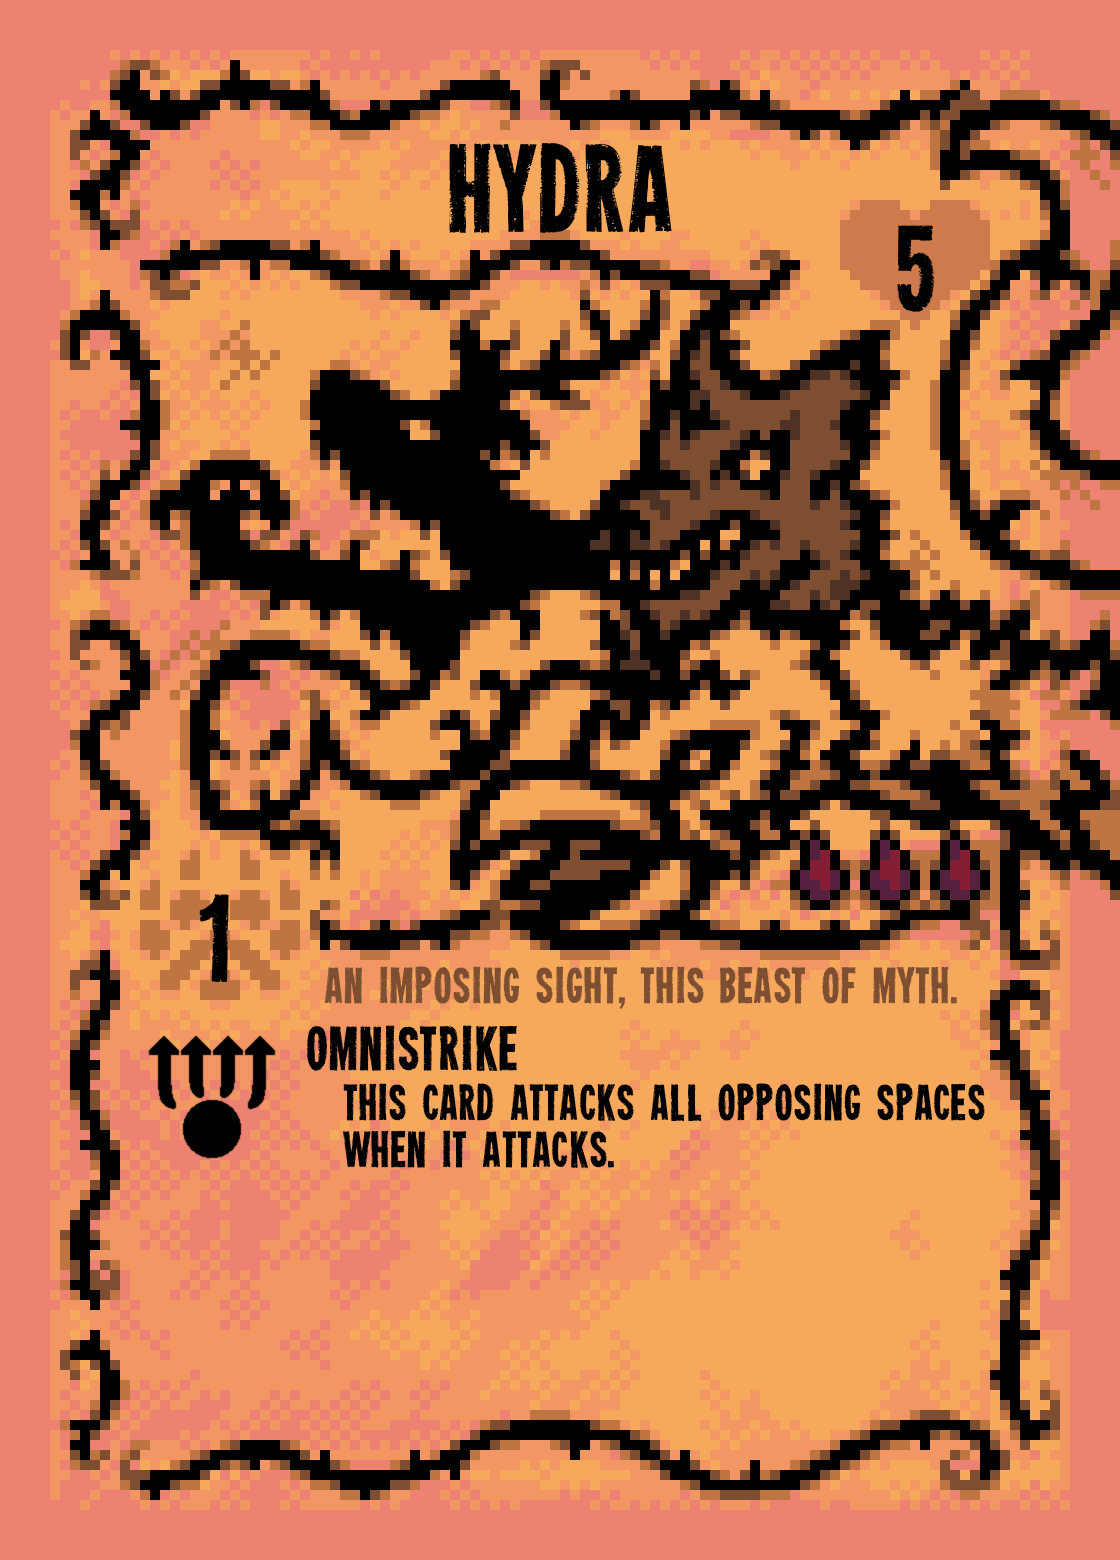 HYDRA
5
1
AN IMPOSING SIGHT, THIS BEAST OF MYTH.
OMNISTRIKE
THIS CARD ATTACKS ALL OPPOSING SPACES
WHEN IT ATTACKS.